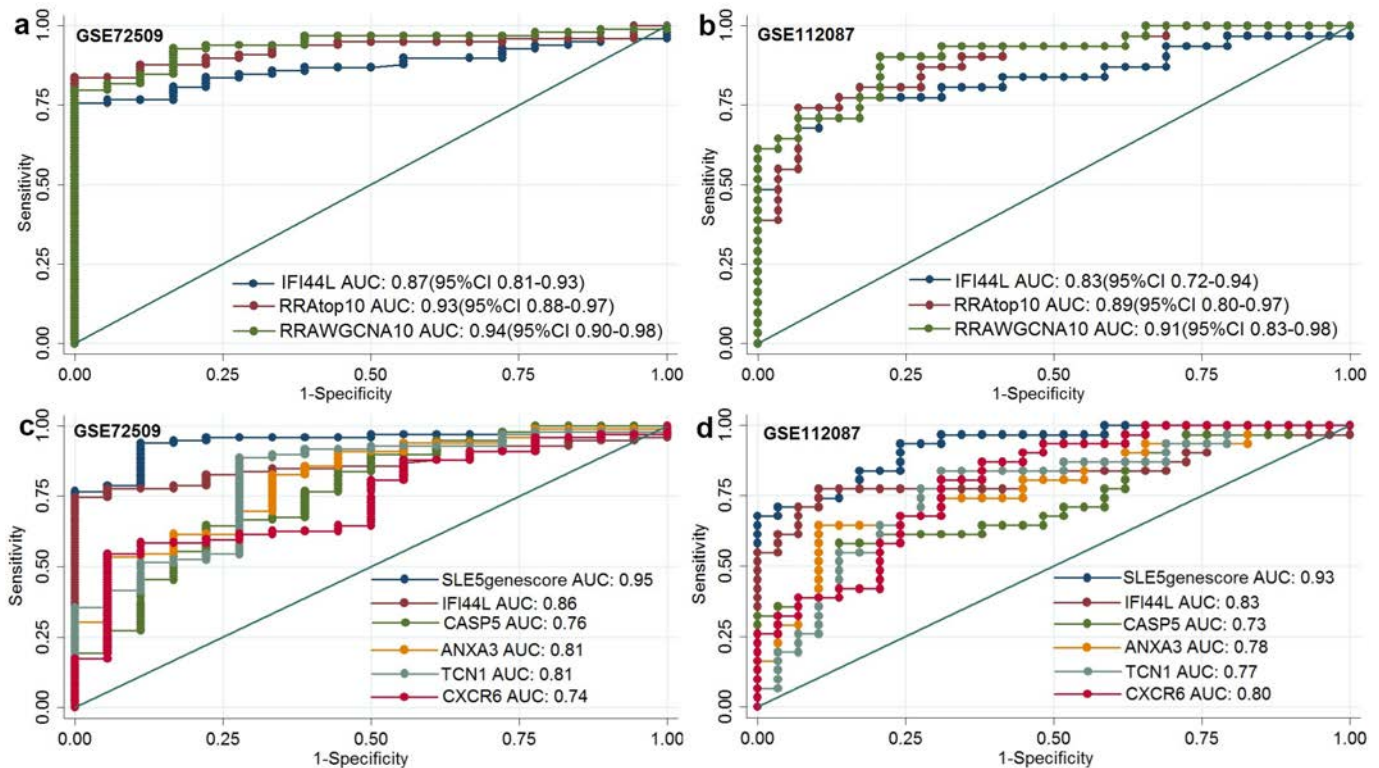 a
GSE72509
Sensitivity
1.00
0.75
0.50
0.25
0.00
IFI44L AUC: 0.87(95%CI 0.81-0.93)
RRAtop10 AUC: 0.93(95%CI 0.88-0.97)
RRAWGCNA10 AUC: 0.94(95%CI 0.90-0.98)
0.00 0.25 0.50 0.75 1.00
1-Specificity
b
GSE112087
Sensitivity
1.00
0.75
0.50
0.25
0.00
IFI44L AUC: 0.83(95%CI 0.72-0.94)
RRAtop10 AUC: 0.89(95%CI 0.80-0.97)
RRAWGCNA10 AUC: 0.91(95%CI 0.83-0.98)
0.00 0.25 0.50 0.75 1.00
1-Specificity
c
GSE72509
Sensitivity
1.00
0.75
0.50
0.25
0.00
SLE5genescore AUC: 0.95
IFI44L AUC: 0.86
CASP5 AUC: 0.76
ANXA3 AUC: 0.81
TCN1 AUC: 0.81
CXCR6 AUC: 0.74
0.00 0.25 0.50 0.75 1.00
1-Specificity
d
GSE112087
Sensitivity
1.00
0.75
0.50
0.25
0.00
SLE5genescore AUC: 0.93
IFI44L AUC: 0.83
CASP5 AUC: 0.73
ANXA3 AUC: 0.78
TCN1 AUC: 0.77
CXCR6 AUC: 0.80
0.00 0.25 0.50 0.75 1.00
1-Specificity